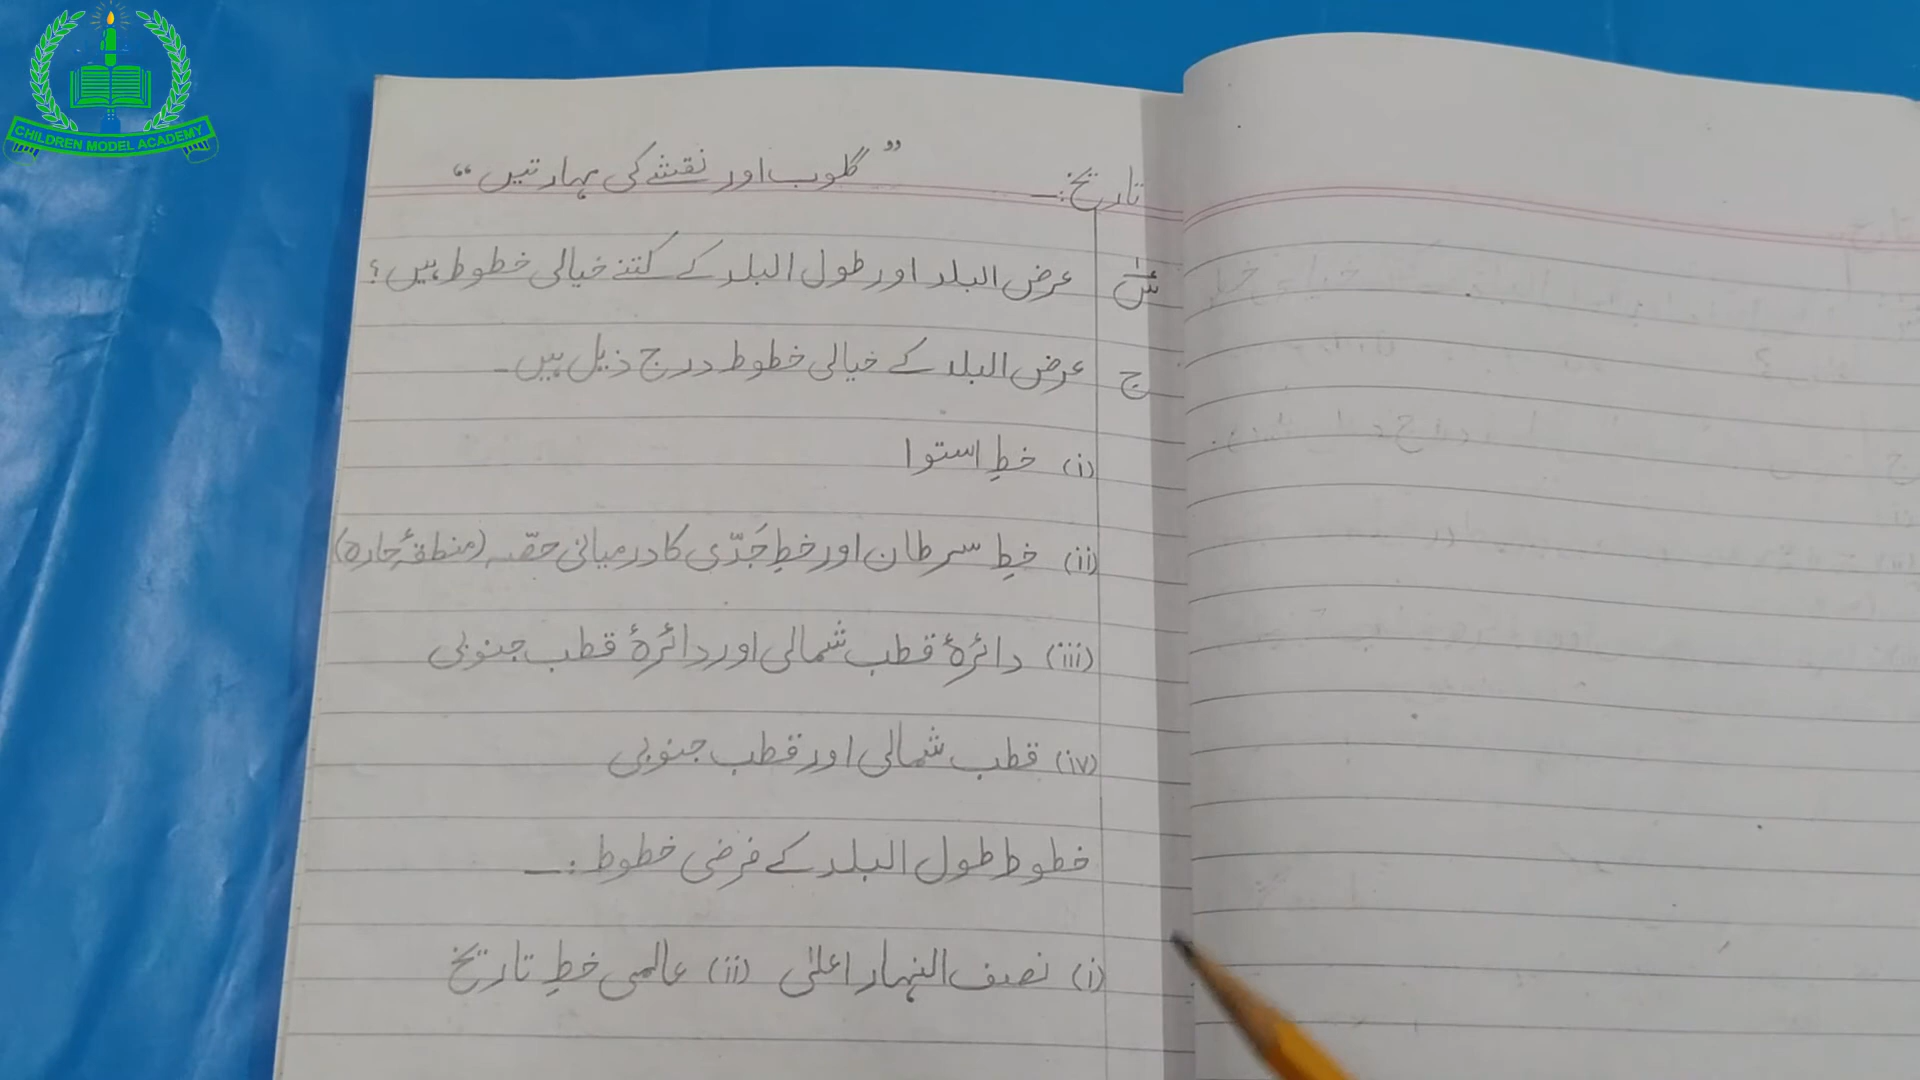 CHILDREN MODEL ACADEMY
تاریخ:۔ ”گلوب اور نقشے کی مہارتیں“
س۱ عرض البلد اور طول البلد کے کتنے خیالی خطوط ہیں؟
ج عرض البلد کے خیالی خطوط درج ذیل ہیں۔
(i) خطِ استوا
(ii) خطِ سرطان اور خطِ جَدّی کا درمیانی حصّہ (منطقۂ حارہ)
(iii) دائرۂ قطب شمالی اور دائرۂ قطب جنوبی
(iv) قطب شمالی اور قطب جنوبی
خطوط طول البلد کے فرضی خطوط:۔
(i) نصف النہار اعلیٰ (ii) عالمی خطِ تاریخ